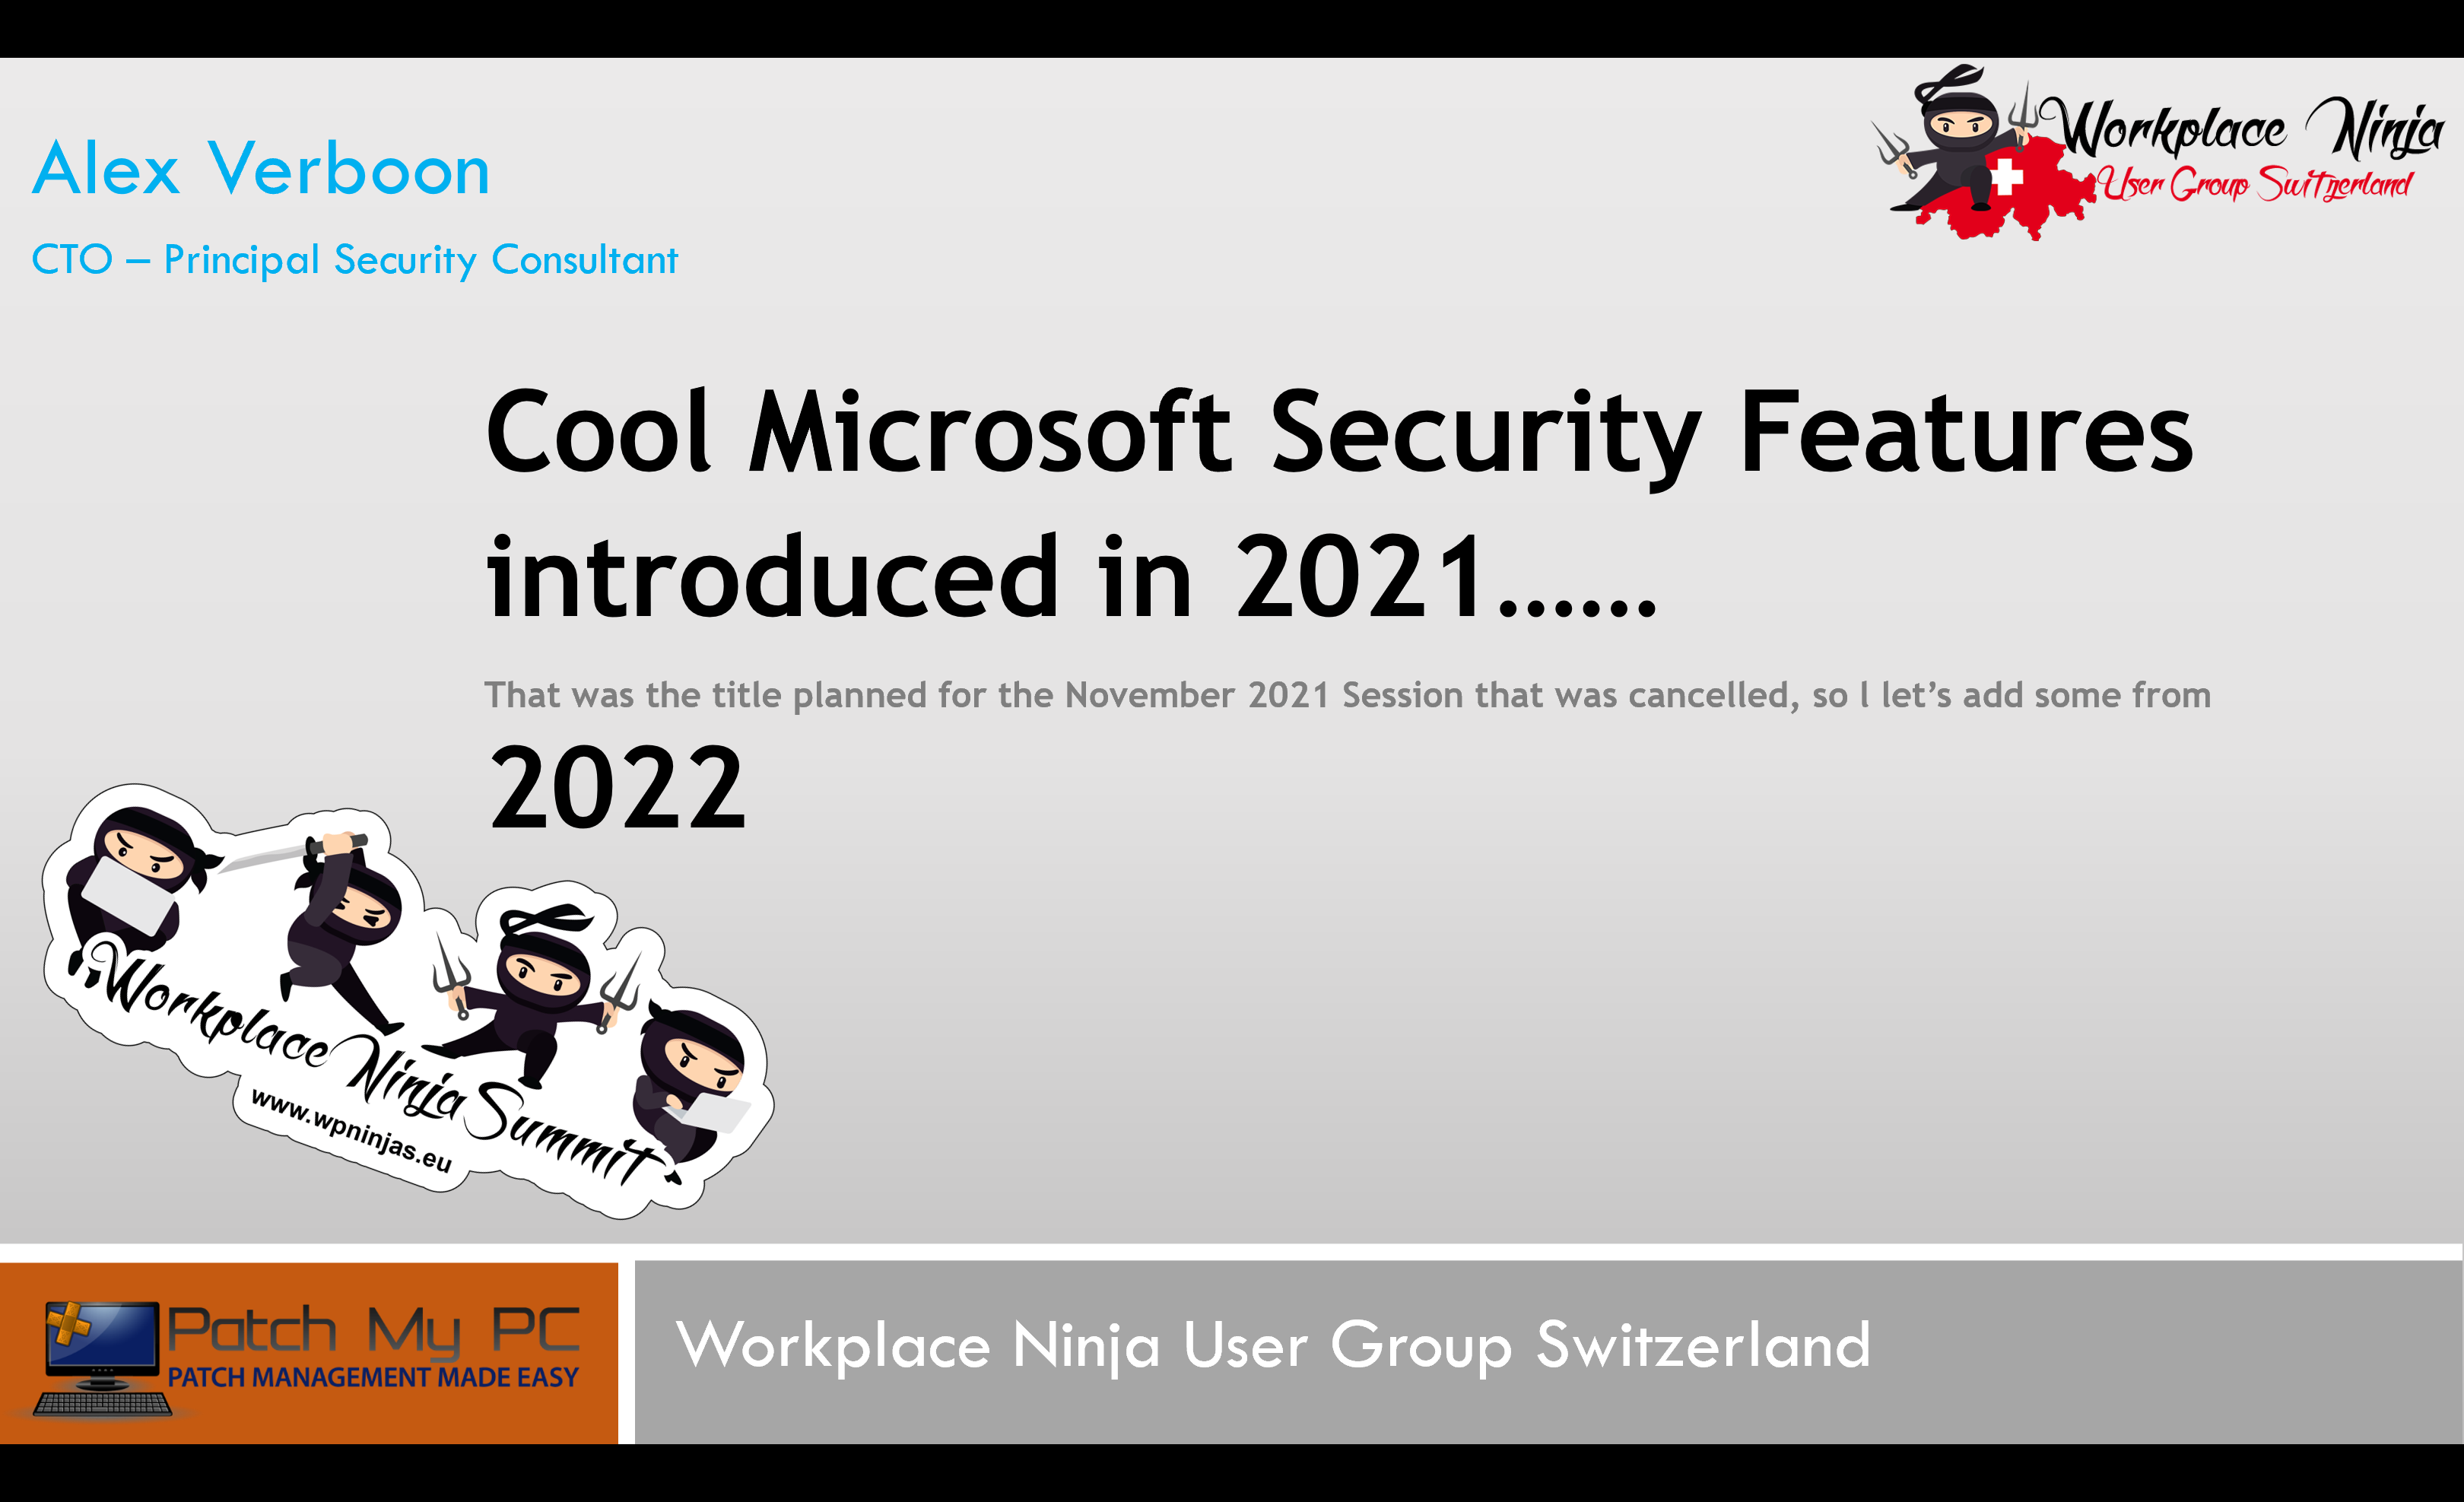 Alex Verboon
CTO – Principal Security Consultant
Workplace Ninja
User Group Switzerland
Cool Microsoft Security Features
introduced in 2021……
That was the title planned for the November 2021 Session that was cancelled, so l let’s add some from
2022
Workplace Ninja Summit
www.wpninjas.eu
Patch My PC
PATCH MANAGEMENT MADE EASY
Workplace Ninja User Group Switzerland